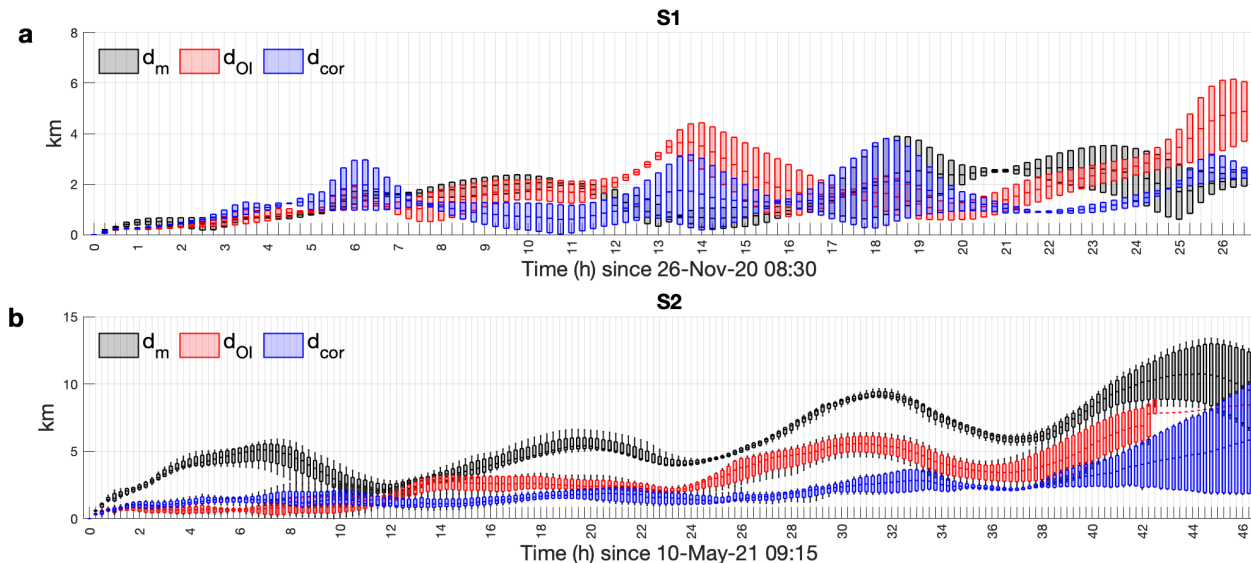 S1
a
8
6
4
2
0
km
d_m d_OI d_cor
0 1 2 3 4 5 6 7 8 9 10 11 12 13 14 15 16 17 18 19 20 21 22 23 24 25 26
Time (h) since 26-Nov-20 08:30
S2
b
15
10
5
0
km
d_m d_OI d_cor
0 2 4 6 8 10 12 14 16 18 20 22 24 26 28 30 32 34 36 38 40 42 44 46
Time (h) since 10-May-21 09:15